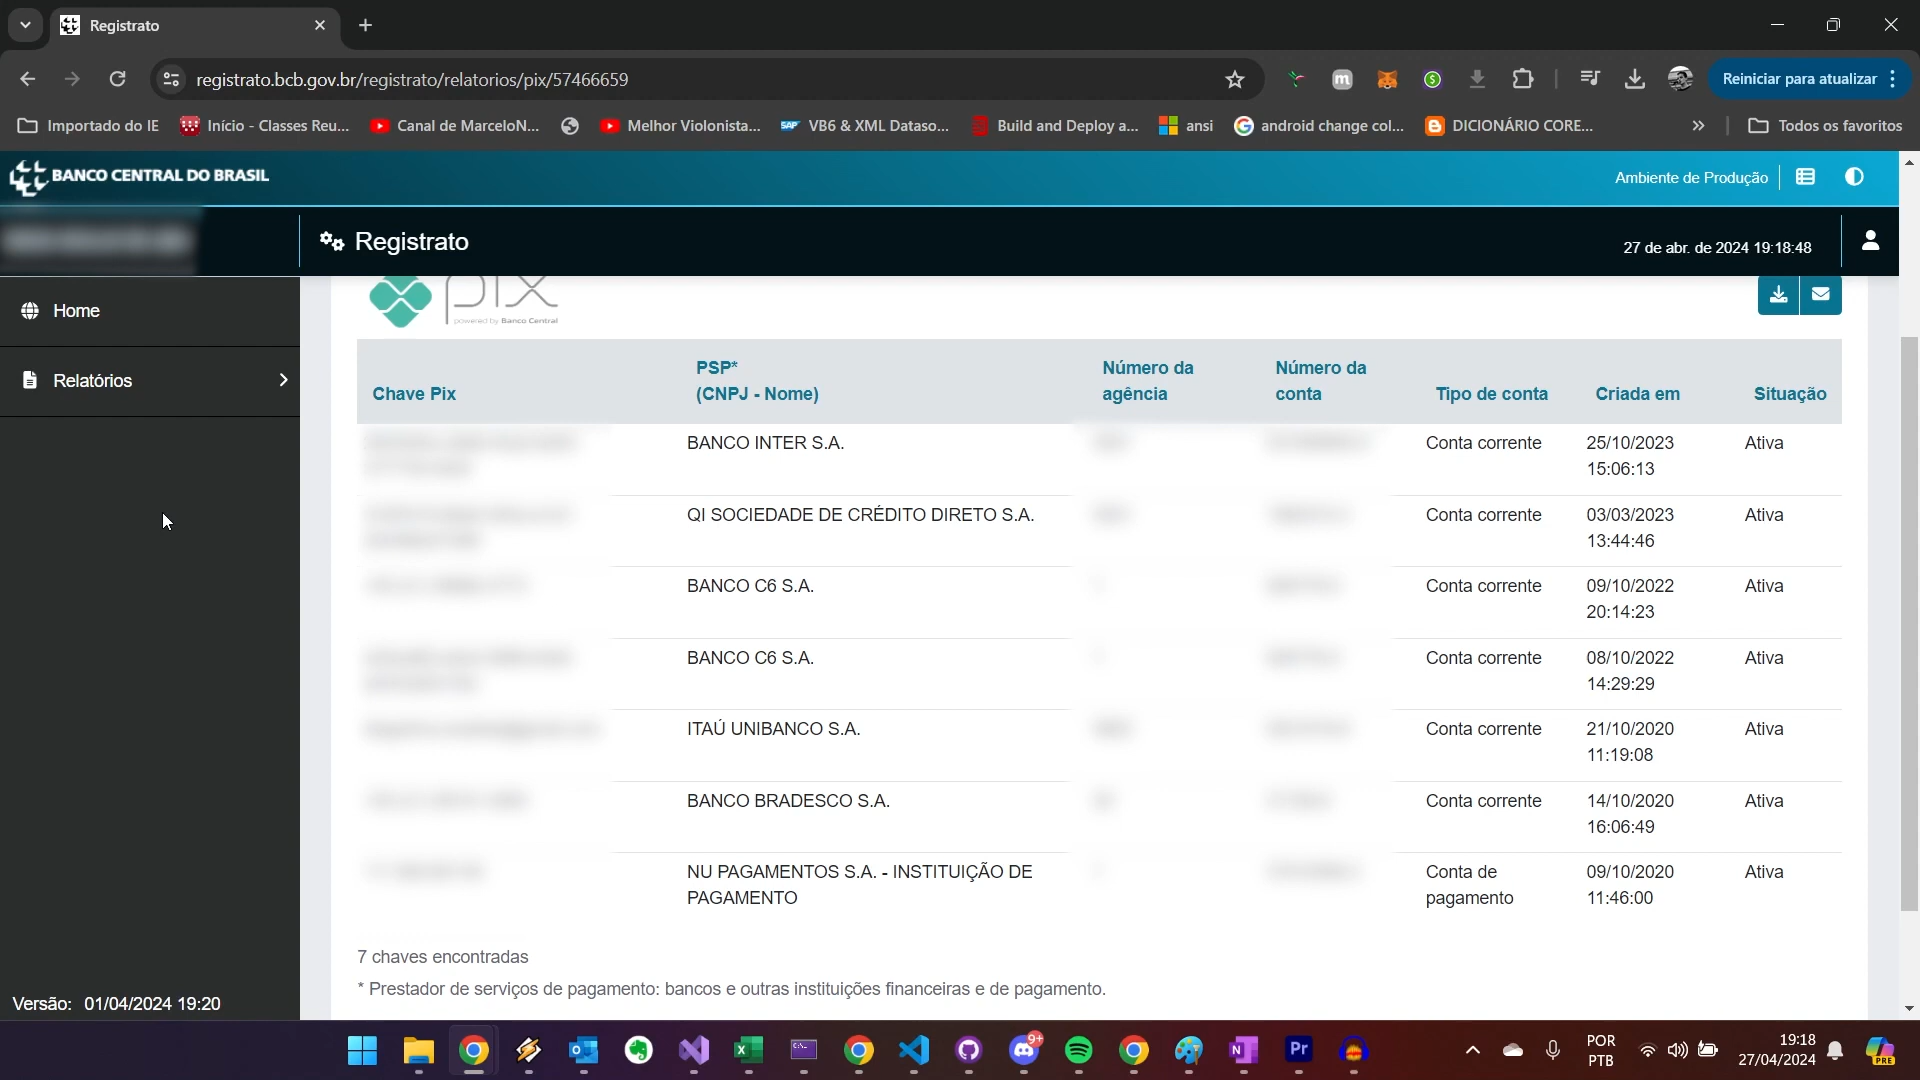 Registrato
registrato.bcb.gov.br/registrato/relatorios/pix/57466659
Reiniciar para atualizar
Importado do IE
Início - Classes Reu...
Canal de MarceloN...
Melhor Violonista...
VB6 & XML Dataso...
Build and Deploy a...
ansi
android change col...
DICIONÁRIO CORE...
Todos os favoritos
BANCO CENTRAL DO BRASIL
Ambiente de Produção
Registrato
27 de abr. de 2024 19:18:48
Home
Relatórios
pix
powered by Banco Central
Chave Pix
PSP*
(CNPJ - Nome)
Número da
agência
Número da
conta
Tipo de conta
Criada em
Situação
BANCO INTER S.A.
Conta corrente
25/10/2023
15:06:13
Ativa
QI SOCIEDADE DE CRÉDITO DIRETO S.A.
Conta corrente
03/03/2023
13:44:46
Ativa
BANCO C6 S.A.
Conta corrente
09/10/2022
20:14:23
Ativa
BANCO C6 S.A.
Conta corrente
08/10/2022
14:29:29
Ativa
ITAÚ UNIBANCO S.A.
Conta corrente
21/10/2020
11:19:08
Ativa
BANCO BRADESCO S.A.
Conta corrente
14/10/2020
16:06:49
Ativa
NU PAGAMENTOS S.A. - INSTITUIÇÃO DE
PAGAMENTO
Conta de
pagamento
09/10/2020
11:46:00
Ativa
7 chaves encontradas
* Prestador de serviços de pagamento: bancos e outras instituições financeiras e de pagamento.
Versão: 01/04/2024 19:20
9+
Pr
POR
PTB
19:18
27/04/2024
PRE